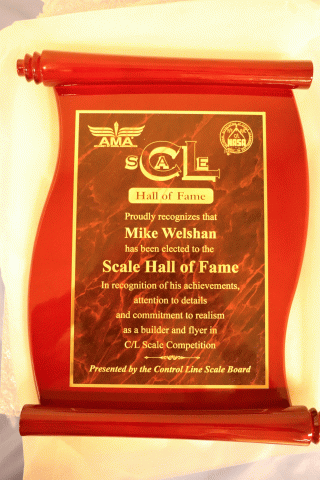 AMA
NASA
SCALE
CL
Hall of Fame
Proudly recognizes that
Mike Welshan
has been elected to the
Scale Hall of Fame
In recognition of his achievements,
attention to details
and commitment to realism
as a builder and flyer in
C/L Scale Competition
Presented by the Control Line Scale Board